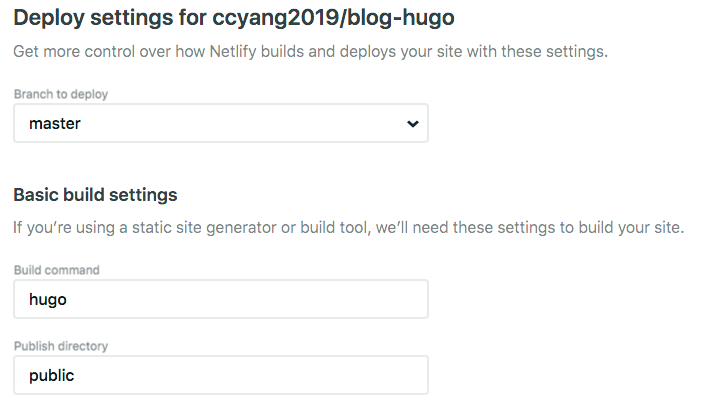 Deploy settings for ccyang2019/blog-hugo
Get more control over how Netlify builds and deploys your site with these settings.
Branch to deploy
master
Basic build settings
If you’re using a static site generator or build tool, we’ll need these settings to build your site.
Build command
hugo
Publish directory
public